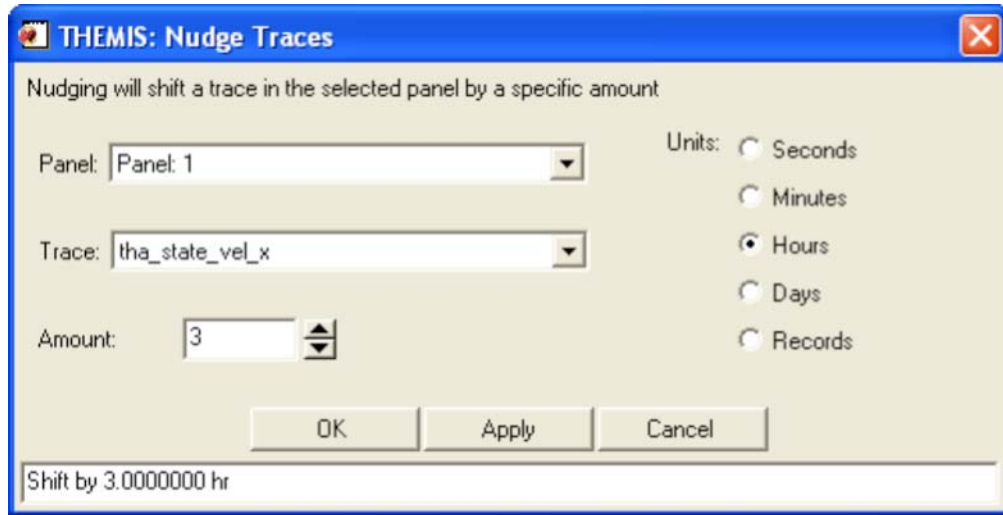 THEMIS: Nudge Traces
Nudging will shift a trace in the selected panel by a specific amount
Panel: Panel: 1
Trace: tha_state_vel_x
Amount: 3
Units: Seconds
Minutes
Hours
Days
Records
OK Apply Cancel
Shift by 3.0000000 hr